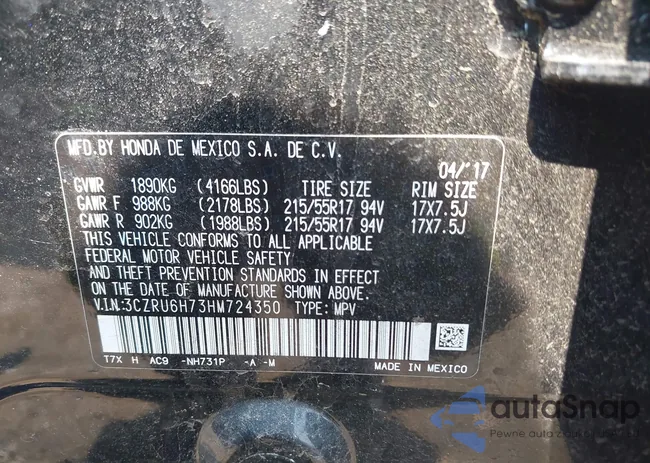 MFD.BY HONDA DE MEXICO S.A. DE C.V.
04/'17
GVWR 1890KG (4166LBS) TIRE SIZE RIM SIZE
GAWR F 988KG (2178LBS) 215/55R17 94V 17X7.5J
GAWR R 902KG (1988LBS) 215/55R17 94V 17X7.5J
THIS VEHICLE CONFORMS TO ALL APPLICABLE
FEDERAL MOTOR VEHICLE SAFETY
AND THEFT PREVENTION STANDARDS IN EFFECT
ON THE DATE OF MANUFACTURE SHOWN ABOVE.
V.I.N:3CZRU6H73HM724350 TYPE: MPV
T7X H AC9 -NH731P -A -M MADE IN MEXICO
autoSnap
Pewne auto z